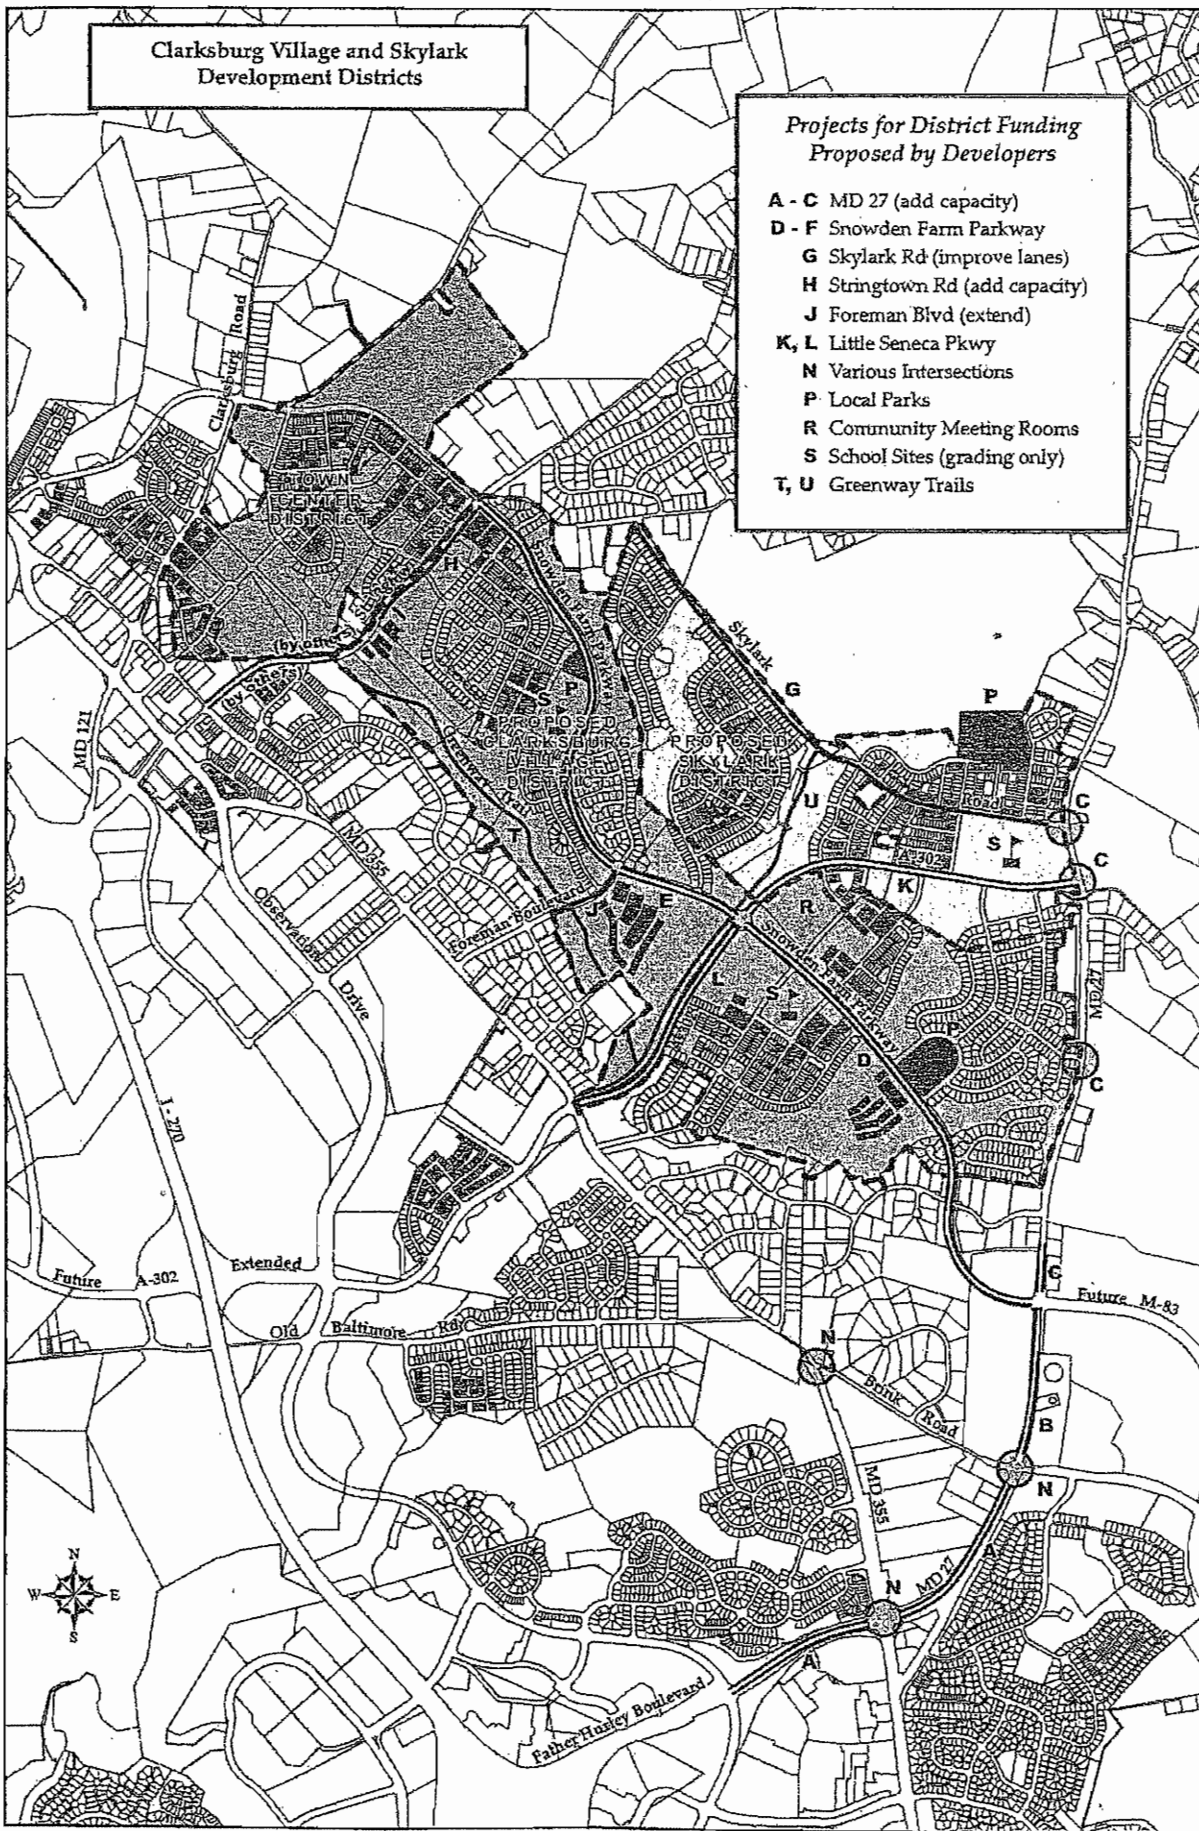 Clarksburg Village and Skylark
Development Districts
Projects for District Funding
Proposed by Developers
A - C MD 27 (add capacity)
D - F Snowden Farm Parkway
G Skylark Rd (improve lanes)
H Stringtown Rd (add capacity)
J Foreman Blvd (extend)
K, L Little Seneca Pkwy
N Various Intersections
P Local Parks
R Community Meeting Rooms
S School Sites (grading only)
T, U Greenway Trails
Clarksburg Road
TOWN
CENTER
DISTRICT
H
Snowden Farm Parkway
(by others)
(by others)
Skylark
G
P
S
P
PROPOSED
CLARKSBURG
VILLAGE
DISTRICT
PROPOSED
SKYLARK
DISTRICT
MD 121
Greenway Trail
U
Road
C
T
MD 355
S
A-302
C
K
Observation
Drive
Foreman Boulevard
J
E
R
Snowden Farm Pkwy
L
S
MD 27
P
D
C
I-270
Future A-302
Extended
C
Future M-83
Old Baltimore Rd
N
Brink Road
B
MD 355
N
N
W E
S
A
MD 27
N
A
Father Hurley Boulevard